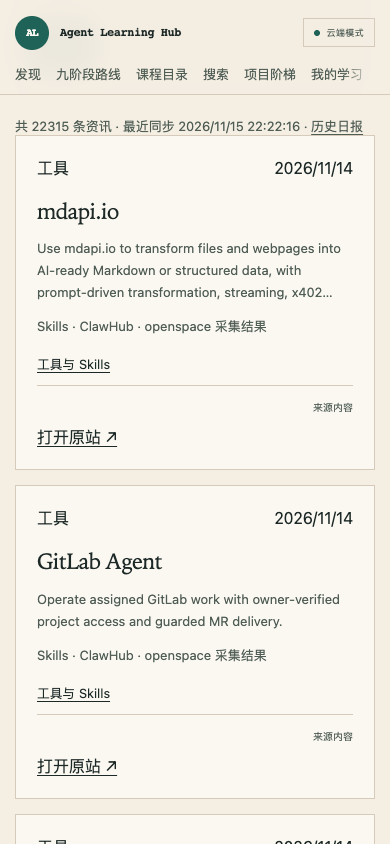 AL Agent Learning Hub
云端模式
发现 九阶段路线 课程目录 搜索 项目阶梯 我的学习
共 22315 条资讯 · 最近同步 2026/11/15 22:22:16 · 历史日报
工具 2026/11/14
mdapi.io
Use mdapi.io to transform files and webpages into
AI-ready Markdown or structured data, with
prompt-driven transformation, streaming, x402...
Skills · ClawHub · openspace 采集结果
工具与 Skills
来源内容
打开原站 ↗
工具 2026/11/14
GitLab Agent
Operate assigned GitLab work with owner-verified
project access and guarded MR delivery.
Skills · ClawHub · openspace 采集结果
工具与 Skills
来源内容
打开原站 ↗
工具 2026/11/14